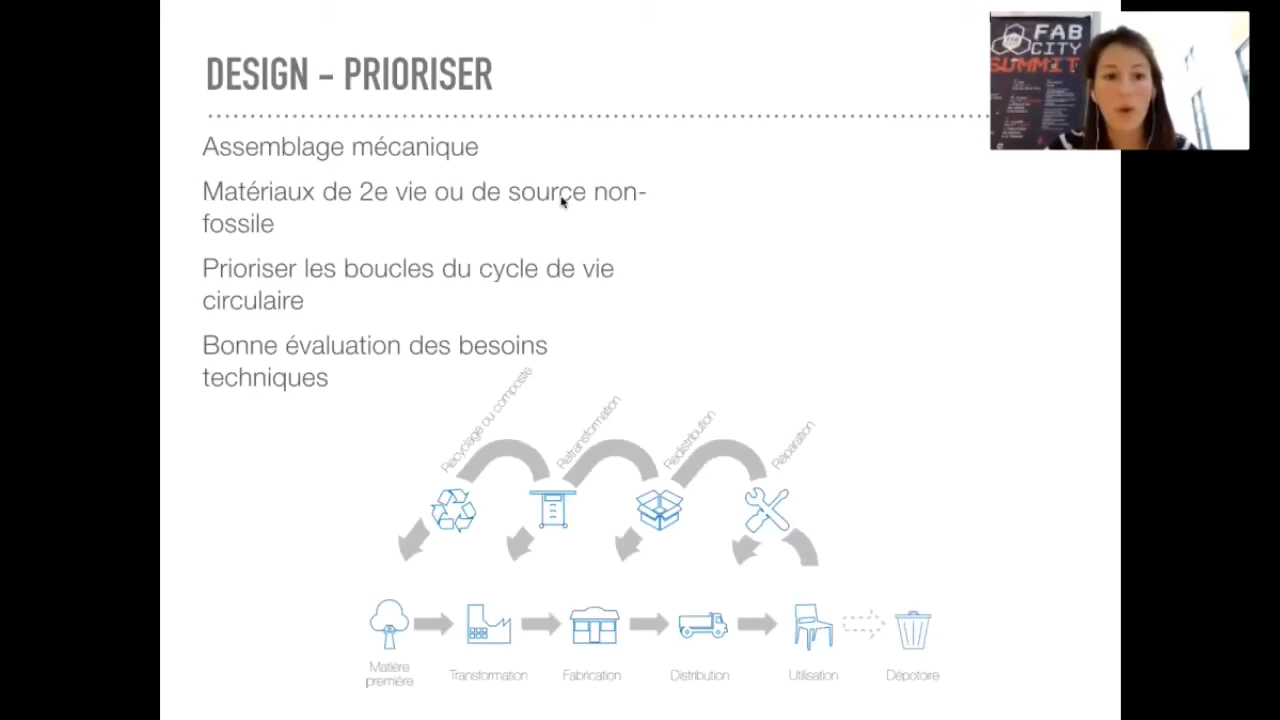 DESIGN - PRIORISER
FAB
CITY
SUMMIT
Assemblage mécanique
Matériaux de 2e vie ou de source non-
fossile
Prioriser les boucles du cycle de vie
circulaire
Bonne évaluation des besoins
techniques
Recyclage ou composte
Retransformation
Redistribution
Réparation
Matière
première
Transformation
Fabrication
Distribution
Utilisation
Dépotoire